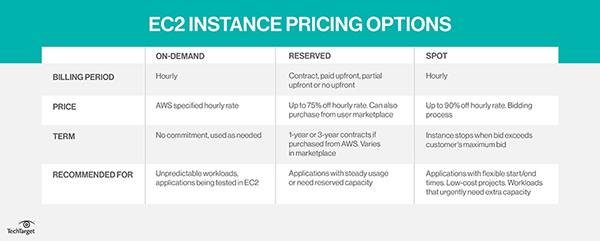 EC2 INSTANCE PRICING OPTIONS
ON-DEMAND RESERVED SPOT
BILLING PERIOD Hourly Contract, paid upfront, partial Hourly
upfront or no upfront
PRICE AWS specified hourly rate Up to 75% off hourly rate. Can also Up to 90% off hourly rate. Bidding
purchase from user marketplace process
TERM No commitment, used as needed 1-year or 3-year contracts if Instance stops when bid exceeds
purchased from AWS. Varies customer's maximum bid
in marketplace
RECOMMENDED FOR Unpredictable workloads, Applications with steady usage Applications with flexible start/end
applications being tested in EC2 or need reserved capacity times. Low-cost projects. Workloads
that urgently need extra capacity
TechTarget